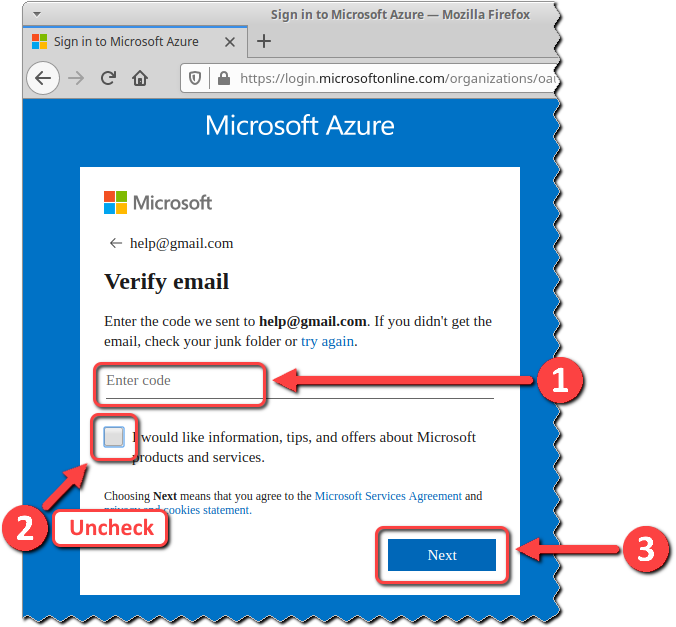 Sign in to Microsoft Azure — Mozilla Firefox
Sign in to Microsoft Azure
https://login.microsoftonline.com/organizations/oau
Microsoft Azure
Microsoft
help@gmail.com
Verify email
Enter the code we sent to help@gmail.com. If you didn't get the
email, check your junk folder or try again.
Enter code
1
I would like information, tips, and offers about Microsoft
products and services.
Choosing Next means that you agree to the Microsoft Services Agreement and
privacy and cookies statement.
2
Uncheck
Next
3